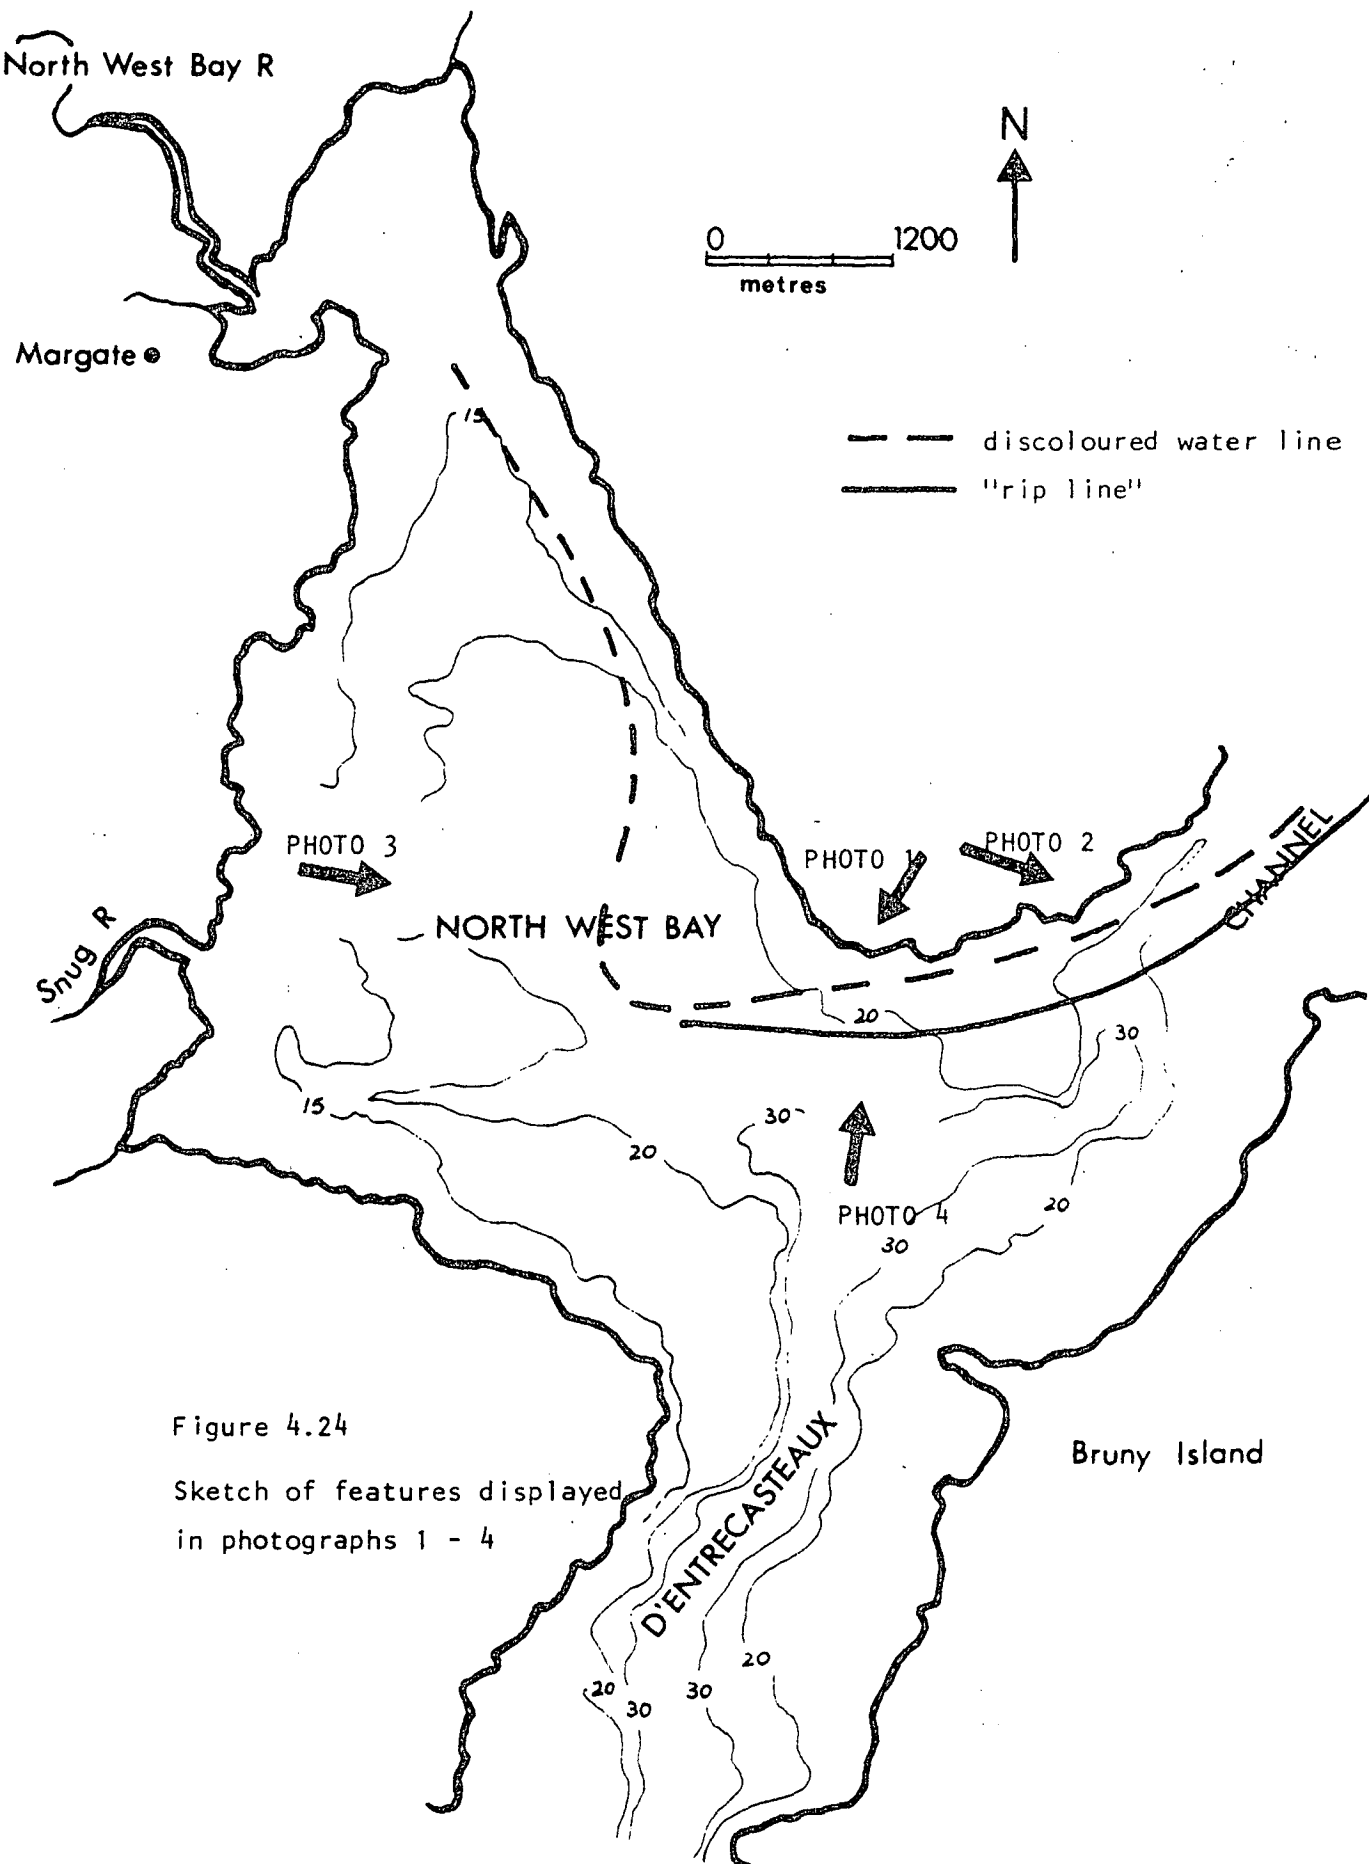 North West Bay R
N
0 1200
metres
Margate
15
discoloured water line
"rip line"
PHOTO 3
PHOTO 1
PHOTO 2
CHANNEL
NORTH WEST BAY
Snug R
20
30
15
30
20
PHOTO 4
20
30
Figure 4.24
Sketch of features displayed
in photographs 1 - 4
D'ENTRECASTEAUX
Bruny Island
20
20
30
30